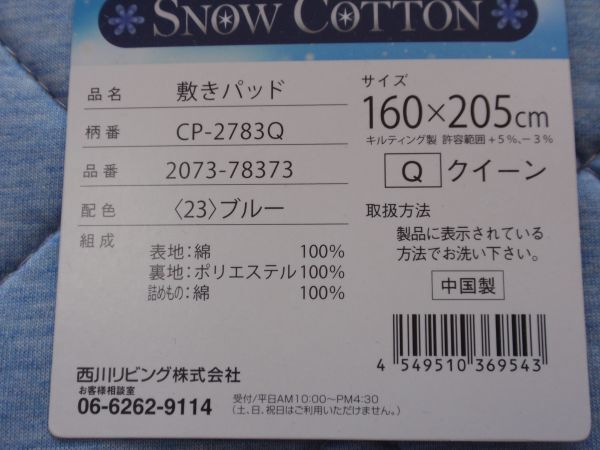 SNOW COTTON
品名 敷きパッド
柄番 CP-2783Q
品番 2073-78373
配色 〈23〉ブルー
組成
表地:綿 100%
裏地:ポリエステル100%
詰めもの:綿 100%
サイズ
160×205cm
キルティング製 許容範囲+5%、-3%
Q クイーン
取扱方法
製品に表示されている
方法でお洗い下さい。
中国製
4 549510 369543
西川リビング株式会社
お客様相談室
06-6262-9114
受付/平日AM10:00〜PM4:30
(土、日、祝日はご利用いただけません。)